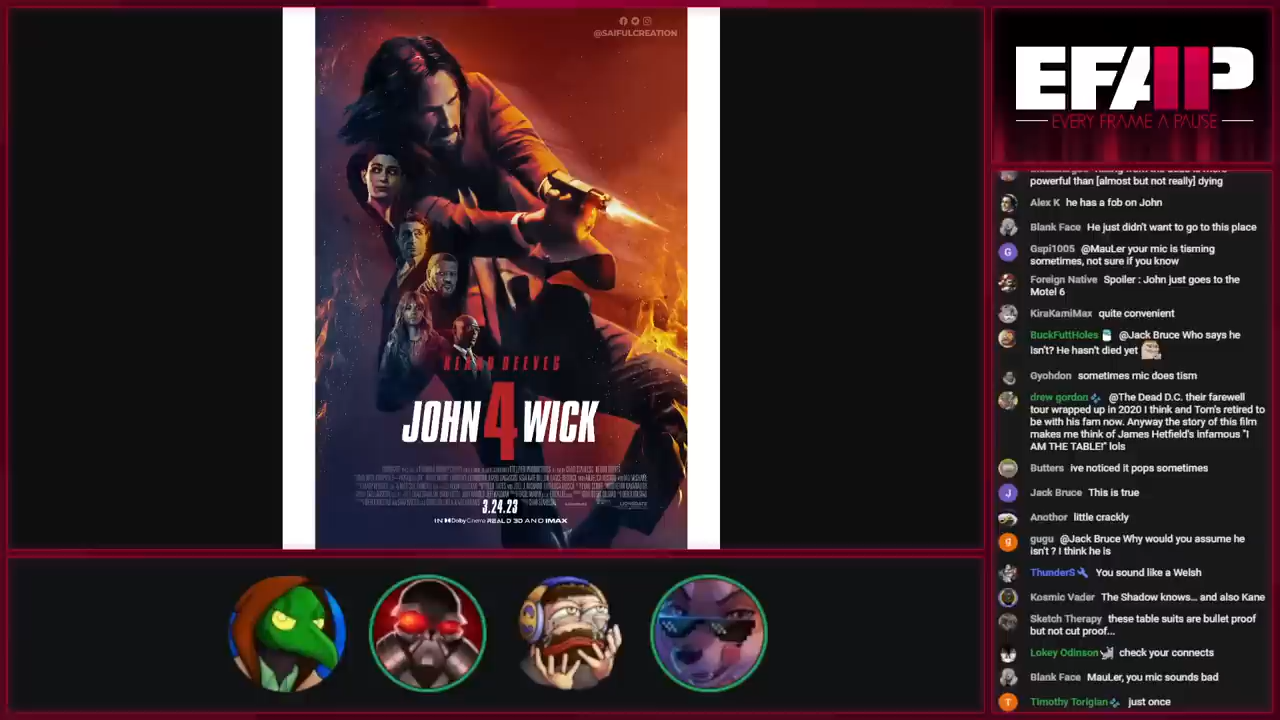 @SAIFULCREATION
KEANU REEVES
JOHN 4 WICK
3.24.23
IN Dolby Cinema REAL D 3D AND IMAX
EFAP
EVERY FRAME A PAUSE
powerful than [almost but not really] dying
Alex K he has a fob on John
Blank Face He just didn't want to go to this place
Gspi1005 @MauLer your mic is tisming
sometimes, not sure if you know
Foreign Native Spoiler : John just goes to the
Motel 6
KiraKamiMax quite convenient
BuckFuttHoles @Jack Bruce Who says he
isn't? He hasn't died yet
Gyohdon sometimes mic does tism
drew gordon @The Dead D.C. their farewell
tour wrapped up in 2020 I think and Tom's retired to
be with his fam now. Anyway the story of this film
makes me think of James Hetfield's infamous "I
AM THE TABLE!" lols
Butters ive noticed it pops sometimes
Jack Bruce This is true
Anothor little crackly
gugu @Jack Bruce Why would you assume he
isn't ? I think he is
ThunderS You sound like a Welsh
Kosmic Vader The Shadow knows... and also Kane
Sketch Therapy these table suits are bullet proof
but not cut proof...
Lokey Odinson check your connects
Blank Face MauLer, you mic sounds bad
Timothy Toriglan just once